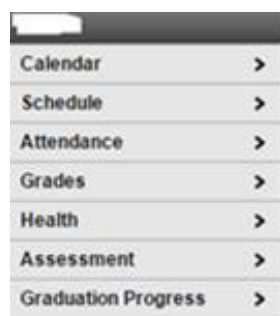 Calendar
Schedule
Attendance
Grades
Health
Assessment
Graduation Progress